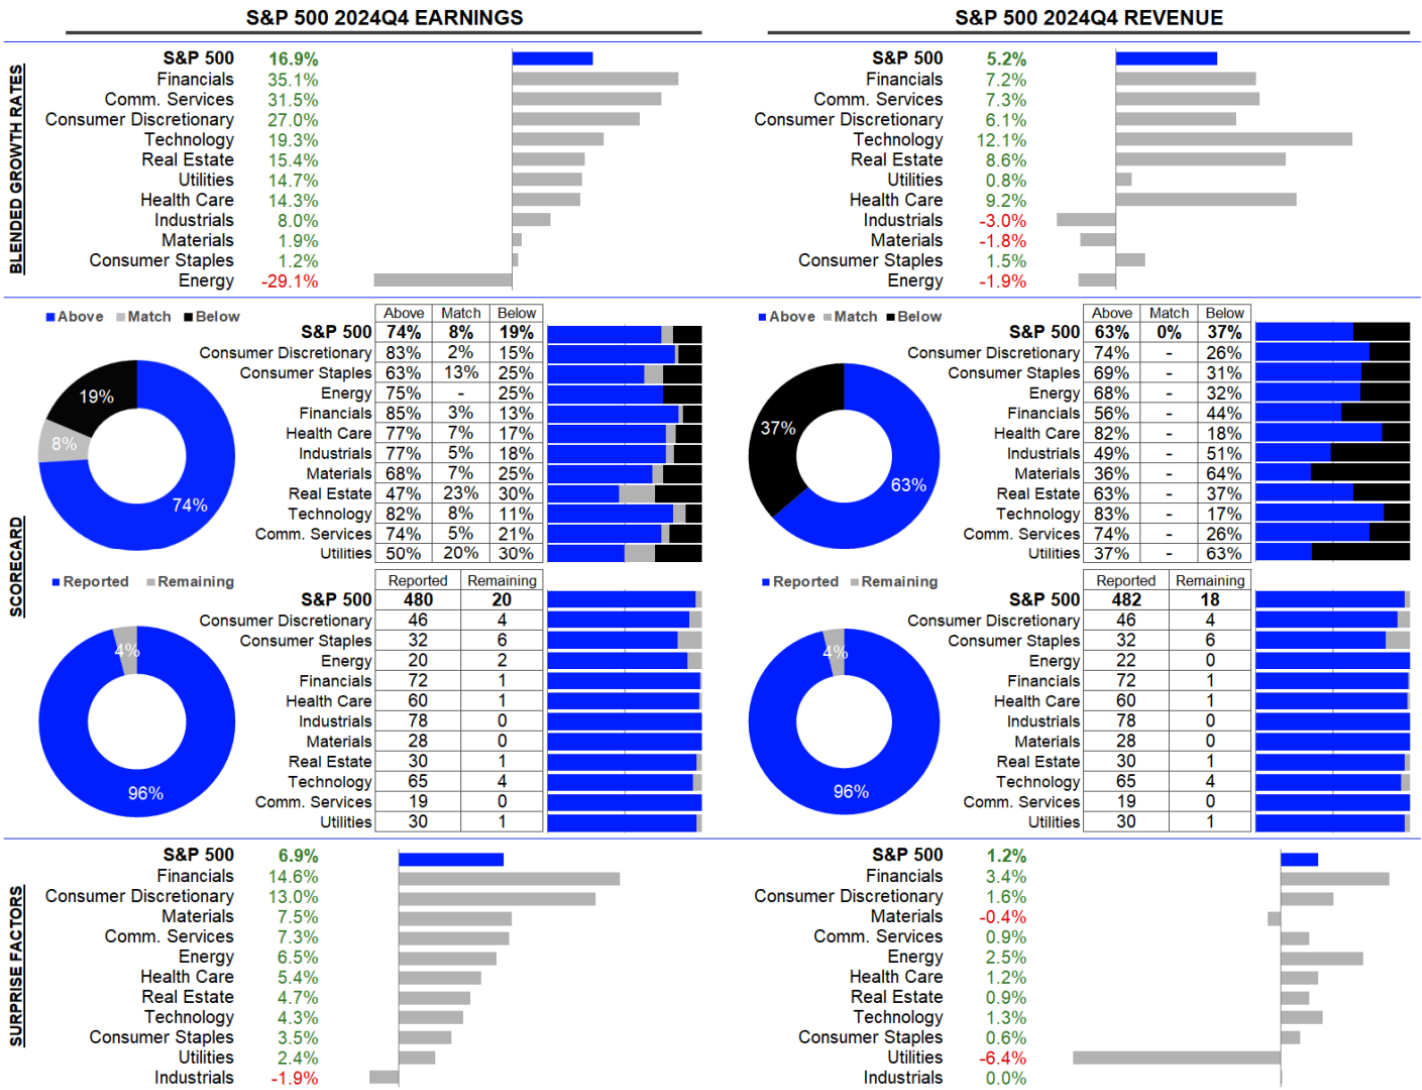 S&P 500 2024Q4 EARNINGS
BLENDED GROWTH RATES
S&P 500 16.9%
Financials 35.1%
Comm. Services 31.5%
Consumer Discretionary 27.0%
Technology 19.3%
Real Estate 15.4%
Utilities 14.7%
Health Care 14.3%
Industrials 8.0%
Materials 1.9%
Consumer Staples 1.2%
Energy -29.1%
S&P 500 2024Q4 REVENUE
S&P 500 5.2%
Financials 7.2%
Comm. Services 7.3%
Consumer Discretionary 6.1%
Technology 12.1%
Real Estate 8.6%
Utilities 0.8%
Health Care 9.2%
Industrials -3.0%
Materials -1.8%
Consumer Staples 1.5%
Energy -1.9%
SCORECARD
Above Match Below
19%
8%
74%
Above Match Below
S&P 500 74% 8% 19%
Consumer Discretionary 83% 2% 15%
Consumer Staples 63% 13% 25%
Energy 75% - 25%
Financials 85% 3% 13%
Health Care 77% 7% 17%
Industrials 77% 5% 18%
Materials 68% 7% 25%
Real Estate 47% 23% 30%
Technology 82% 8% 11%
Comm. Services 74% 5% 21%
Utilities 50% 20% 30%
Above Match Below
37%
63%
Above Match Below
S&P 500 63% 0% 37%
Consumer Discretionary 74% - 26%
Consumer Staples 69% - 31%
Energy 68% - 32%
Financials 56% - 44%
Health Care 82% - 18%
Industrials 49% - 51%
Materials 36% - 64%
Real Estate 63% - 37%
Technology 83% - 17%
Comm. Services 74% - 26%
Utilities 37% - 63%
Reported Remaining
4%
96%
Reported Remaining
S&P 500 480 20
Consumer Discretionary 46 4
Consumer Staples 32 6
Energy 20 2
Financials 72 1
Health Care 60 1
Industrials 78 0
Materials 28 0
Real Estate 30 1
Technology 65 4
Comm. Services 19 0
Utilities 30 1
Reported Remaining
4%
96%
Reported Remaining
S&P 500 482 18
Consumer Discretionary 46 4
Consumer Staples 32 6
Energy 22 0
Financials 72 1
Health Care 60 1
Industrials 78 0
Materials 28 0
Real Estate 30 1
Technology 65 4
Comm. Services 19 0
Utilities 30 1
SURPRISE FACTORS
S&P 500 6.9%
Financials 14.6%
Consumer Discretionary 13.0%
Materials 7.5%
Comm. Services 7.3%
Energy 6.5%
Health Care 5.4%
Real Estate 4.7%
Technology 4.3%
Consumer Staples 3.5%
Utilities 2.4%
Industrials -1.9%
S&P 500 1.2%
Financials 3.4%
Consumer Discretionary 1.6%
Materials -0.4%
Comm. Services 0.9%
Energy 2.5%
Health Care 1.2%
Real Estate 0.9%
Technology 1.3%
Consumer Staples 0.6%
Utilities -6.4%
Industrials 0.0%